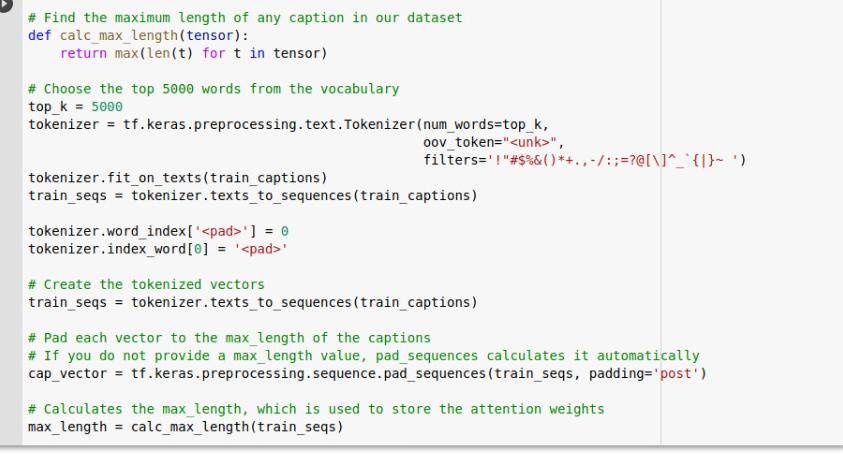 # Find the maximum length of any caption in our dataset
def calc_max_length(tensor):
    return max(len(t) for t in tensor)
# Choose the top 5000 words from the vocabulary
top_k = 5000
tokenizer = tf.keras.preprocessing.text.Tokenizer(num_words=top_k,
                                                  oov_token="<unk>",
                                                  filters='!"#$%&()*+.,-/:;=?@[\]^_`{|}~ ')
tokenizer.fit_on_texts(train_captions)
train_seqs = tokenizer.texts_to_sequences(train_captions)
tokenizer.word_index['<pad>'] = 0
tokenizer.index_word[0] = '<pad>'
# Create the tokenized vectors
train_seqs = tokenizer.texts_to_sequences(train_captions)
# Pad each vector to the max_length of the captions
# If you do not provide a max_length value, pad_sequences calculates it automatically
cap_vector = tf.keras.preprocessing.sequence.pad_sequences(train_seqs, padding='post')
# Calculates the max_length, which is used to store the attention weights
max_length = calc_max_length(train_seqs)